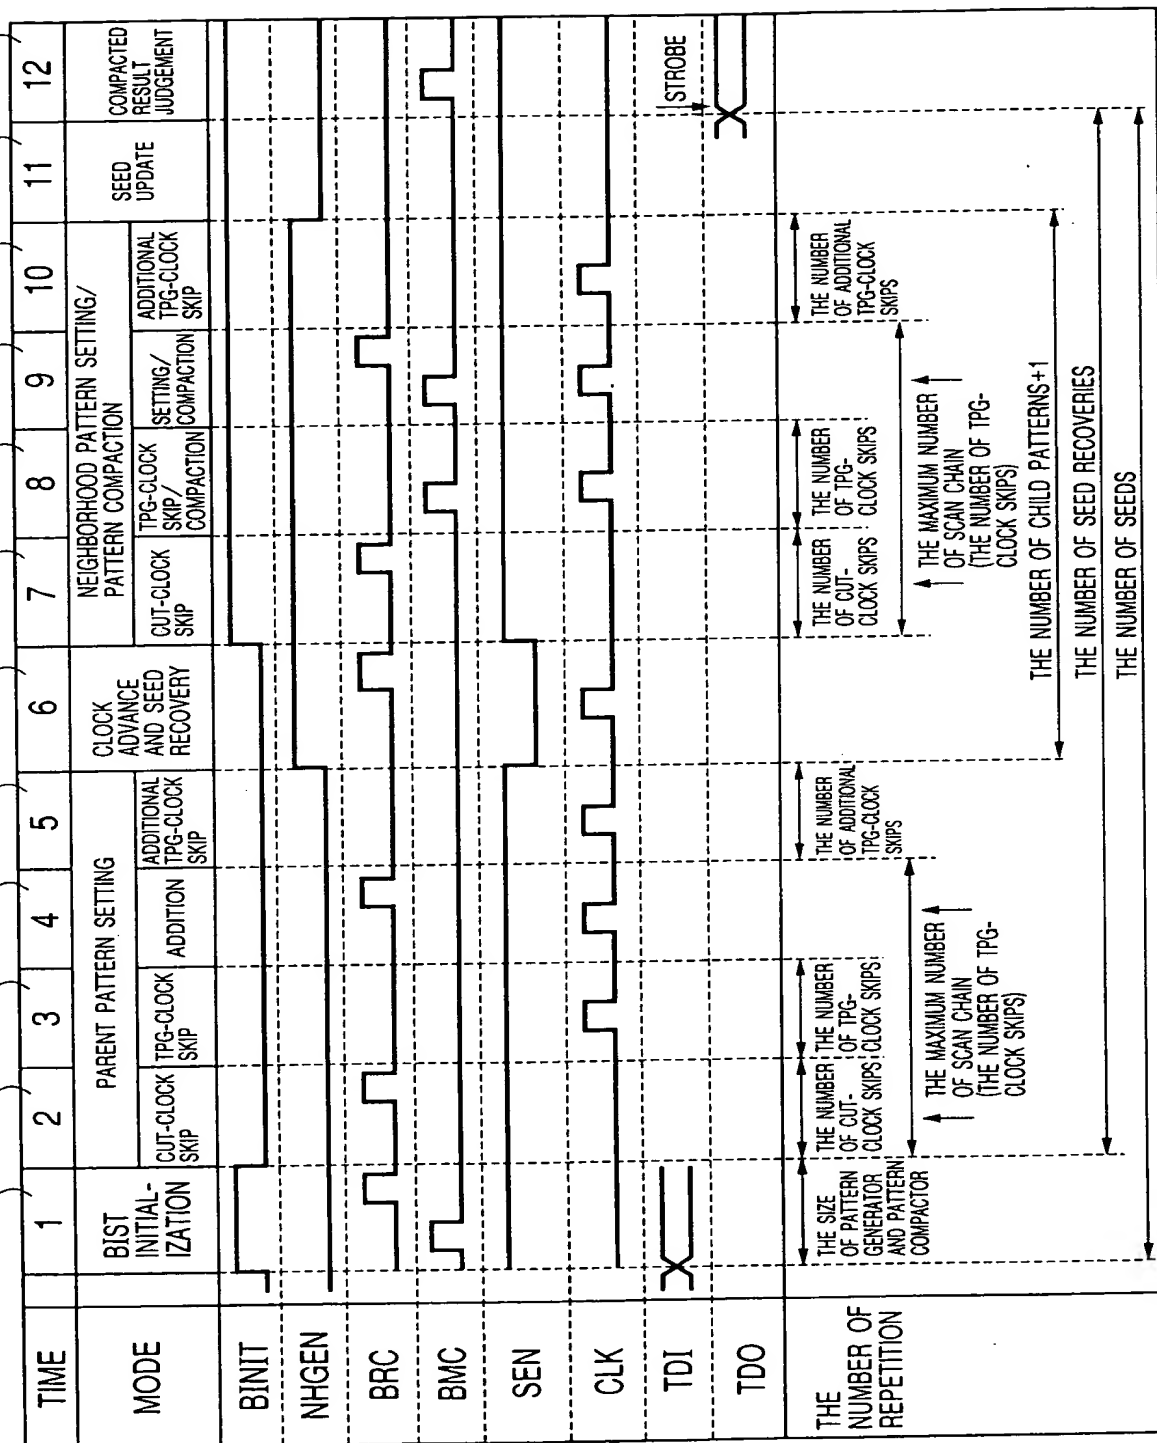 TIME
1
2
3
4
5
6
7
8
9
10
11
12
MODE
BIST
INITIAL-
IZATION
PARENT PATTERN SETTING
CUT-CLOCK
SKIP
TPG-CLOCK
SKIP
ADDITION
ADDITIONAL
TPG-CLOCK
SKIP
CLOCK
ADVANCE
AND SEED
RECOVERY
NEIGHBORHOOD PATTERN SETTING/
PATTERN COMPACTION
CUT-CLOCK
SKIP
TPG-CLOCK
SKIP/
COMPACTION
SETTING/
COMPACTION
ADDITIONAL
TPG-CLOCK
SKIP
SEED
UPDATE
COMPACTED
RESULT
JUDGEMENT
BINIT
NHGEN
BRC
BMC
SEN
CLK
TDI
STROBE
TDO
THE
NUMBER OF
REPETITION
THE SIZE
OF PATTERN
GENERATOR
AND PATTERN
COMPACTOR
THE NUMBER
OF CUT-
CLOCK SKIPS
THE NUMBER
OF TPG-
CLOCK SKIPS
THE NUMBER
OF ADDITIONAL
TPG-CLOCK
SKIPS
THE NUMBER
OF CUT-
CLOCK SKIPS
THE NUMBER
OF TPG-
CLOCK SKIPS
THE NUMBER
OF ADDITIONAL
TPG-CLOCK
SKIPS
THE MAXIMUM NUMBER
OF SCAN CHAIN
(THE NUMBER OF TPG-
CLOCK SKIPS)
THE MAXIMUM NUMBER
OF SCAN CHAIN
(THE NUMBER OF TPG-
CLOCK SKIPS)
THE NUMBER OF CHILD PATTERNS+1
THE NUMBER OF SEED RECOVERIES
THE NUMBER OF SEEDS